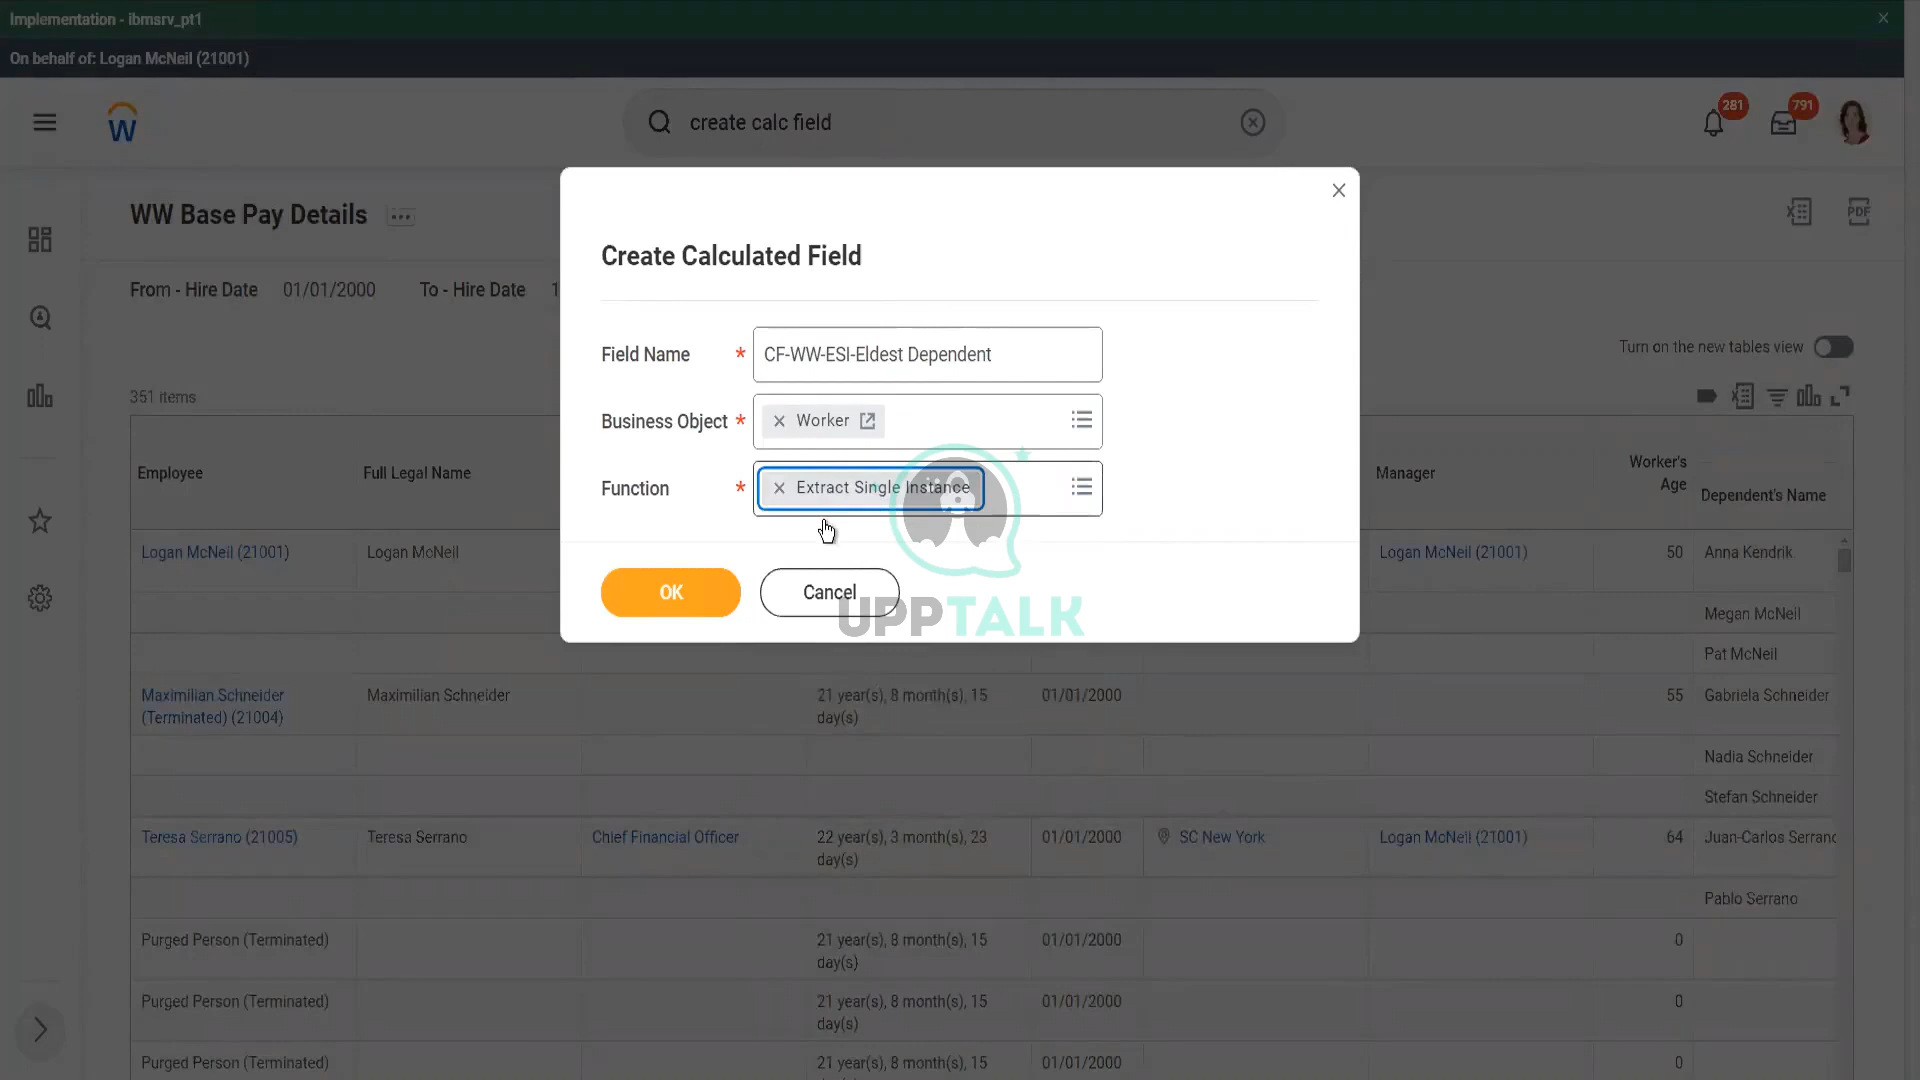 Implementation - ibmsrv_pt1
On behalf of: Logan McNeil (21001)
W
create calc field
281
791
WW Base Pay Details
PDF
From - Hire Date 01/01/2000 To - Hire Date 1
Turn on the new tables view
351 items
Create Calculated Field
Field Name * CF-WW-ESI-Eldest Dependent
Business Object * Worker
Function * Extract Single Instance
OK Cancel
UPPTALK
Employee Full Legal Name Manager Worker's Age Dependent's Name
Logan McNeil (21001) Logan McNeil Logan McNeil (21001) 50 Anna Kendrik
Megan McNeil
Pat McNeil
Maximilian Schneider Maximilian Schneider 21 year(s), 8 month(s), 15 01/01/2000 55 Gabriela Schneider
(Terminated) (21004) day(s)
Nadia Schneider
Stefan Schneider
Teresa Serrano (21005) Teresa Serrano Chief Financial Officer 22 year(s), 3 month(s), 23 01/01/2000 SC New York Logan McNeil (21001) 64 Juan-Carlos Serrano
day(s)
Pablo Serrano
Purged Person (Terminated) 21 year(s), 8 month(s), 15 01/01/2000 0
day(s)
Purged Person (Terminated) 21 year(s), 8 month(s), 15 01/01/2000 0
day(s)
Purged Person (Terminated) 21 year(s), 8 month(s), 15 01/01/2000 0